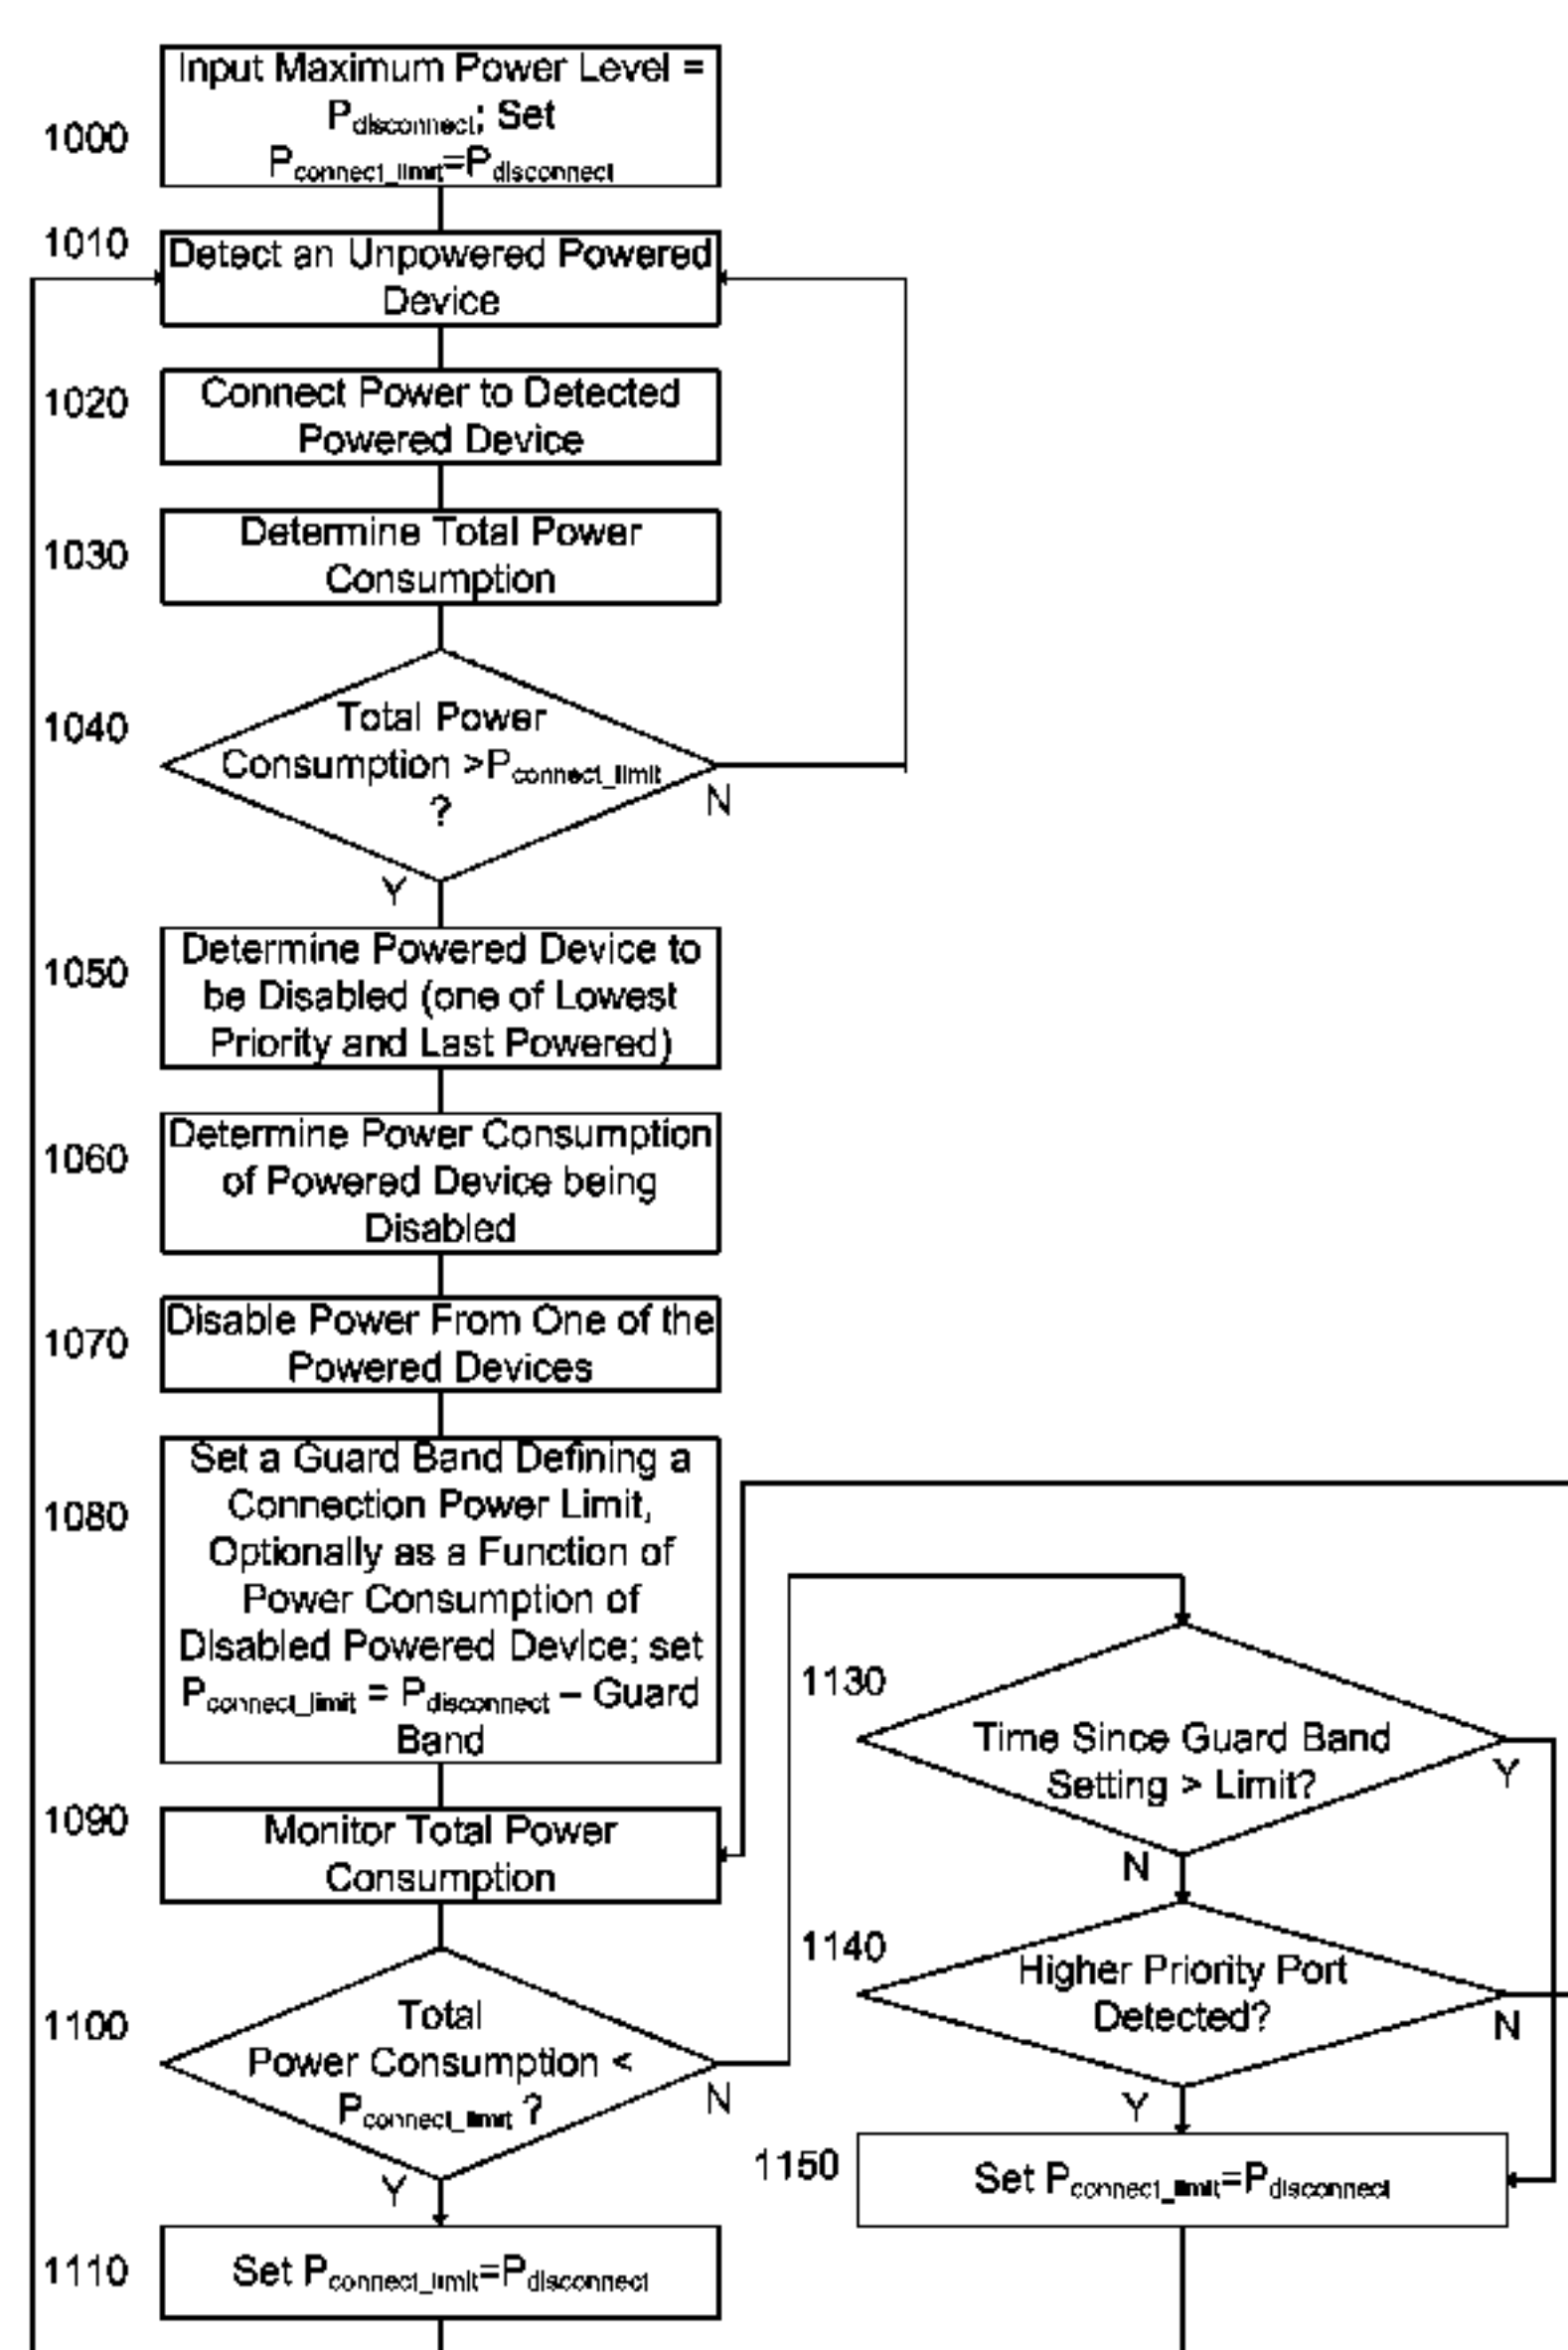 1000
Input Maximum Power Level =
Pdisconnect; Set
Pconnect_limit=Pdisconnect
1010
Detect an Unpowered Powered
Device
1020
Connect Power to Detected
Powered Device
1030
Determine Total Power
Consumption
1040
Total Power
Consumption >Pconnect_limit
?
N
Y
1050
Determine Powered Device to
be Disabled (one of Lowest
Priority and Last Powered)
1060
Determine Power Consumption
of Powered Device being
Disabled
1070
Disable Power From One of the
Powered Devices
1080
Set a Guard Band Defining a
Connection Power Limit,
Optionally as a Function of
Power Consumption of
Disabled Powered Device; set
Pconnect_limit = Pdisconnect – Guard
Band
1090
Monitor Total Power
Consumption
1100
Total
Power Consumption <
Pconnect_limit ?
N
Y
1110
Set Pconnect_limit=Pdisconnect
1130
Time Since Guard Band
Setting > Limit?
Y
N
1140
Higher Priority Port
Detected?
N
Y
1150
Set Pconnect_limit=Pdisconnect